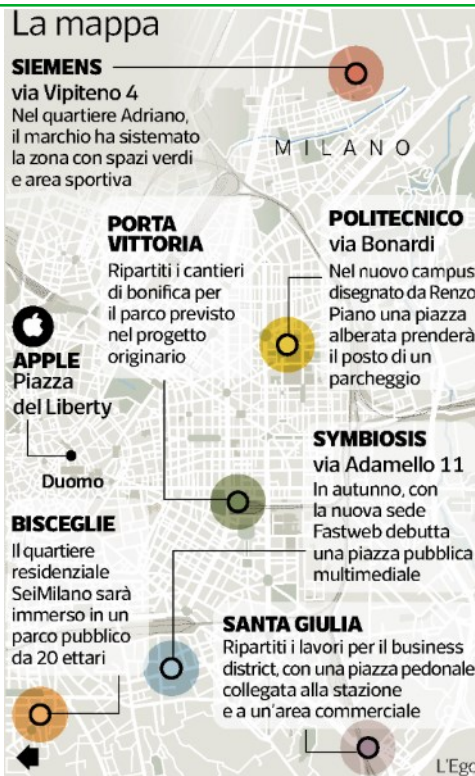 La mappa
SIEMENS
via Vipiteno 4
Nel quartiere Adriano,
il marchio ha sistemato
la zona con spazi verdi
e area sportiva
MILANO
PORTA
VITTORIA
Ripartiti i cantieri
di bonifica per
il parco previsto
nel progetto
originario
POLITECNICO
via Bonardi
Nel nuovo campus
disegnato da Renzo
Piano una piazza
alberata prenderà
il posto di un
parcheggio
APPLE
Piazza
del Liberty
Duomo
SYMBIOSIS
via Adamello 11
In autunno, con
la nuova sede
Fastweb debutta
una piazza pubblica
multimediale
BISCEGLIE
Il quartiere
residenziale
SeiMilano sarà
immerso in un
parco pubblico
da 20 ettari
SANTA GIULIA
Ripartiti i lavori per il business
district, con una piazza pedonale
collegata alla stazione
e a un'area commerciale
L'Ego